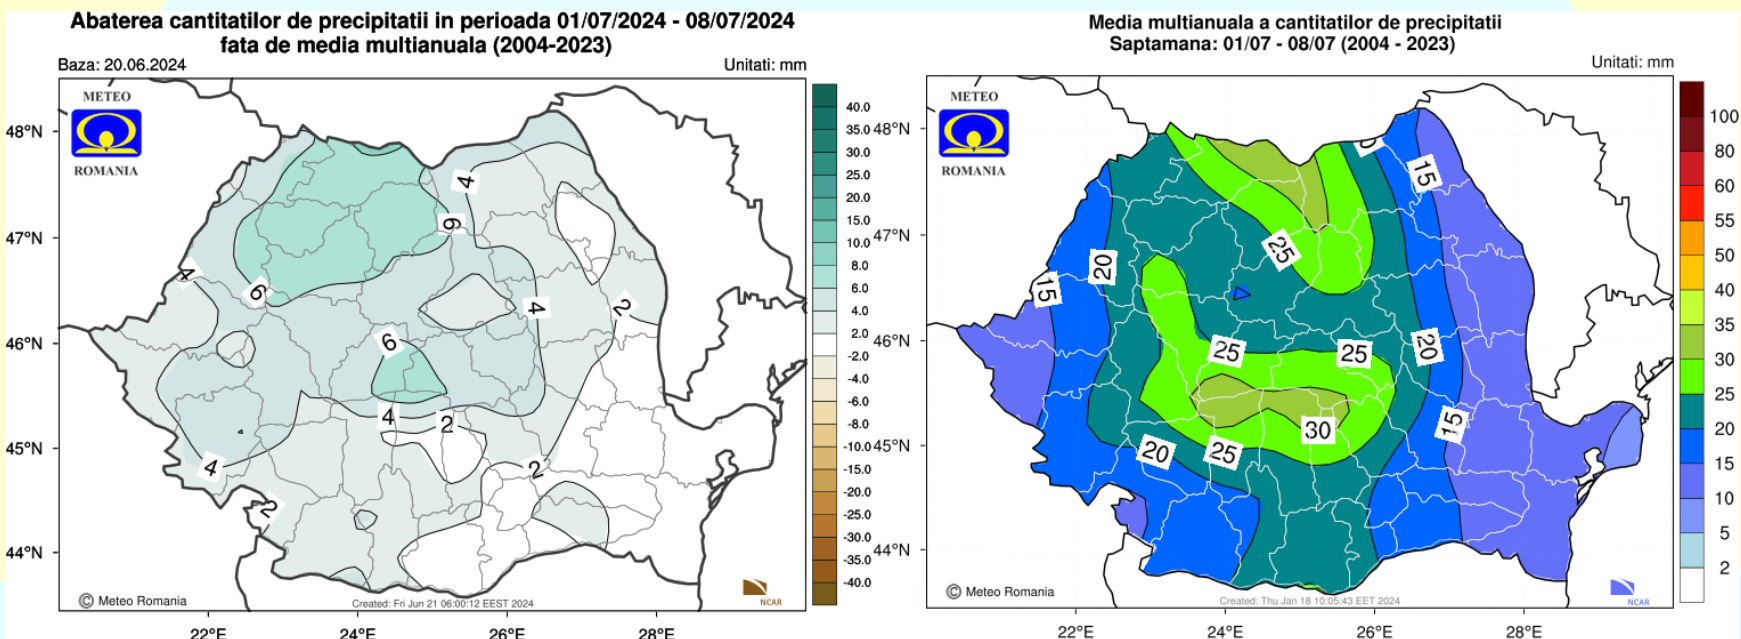 Abaterea cantitatilor de precipitatii in perioada 01/07/2024 - 08/07/2024
fata de media multianuala (2004-2023)
Baza: 20.06.2024
Unitati: mm
METEO
ROMANIA
48°N
47°N
46°N
45°N
44°N
4
6
4
6
4
2
6
4
2
4
2
2
40.0
35.0
30.0
25.0
20.0
15.0
10.0
8.0
6.0
4.0
2.0
-2.0
-4.0
-6.0
-8.0
-10.0
-15.0
-20.0
-25.0
-30.0
-35.0
-40.0
© Meteo Romania
Created: Fri Jun 21 06:00:12 EEST 2024
NCAR
22°E
24°E
26°E
28°E
Media multianuala a cantitatilor de precipitatii
Saptamana: 01/07 - 08/07 (2004 - 2023)
Unitati: mm
METEO
ROMANIA
48°N
47°N
46°N
45°N
44°N
15
25
20
15
25
25
20
30
15
20
25
100
80
60
55
50
40
35
30
25
20
15
10
5
2
© Meteo Romania
Created: Thu Jan 18 10:05:43 EET 2024
NCAR
22°E
24°E
26°E
28°E